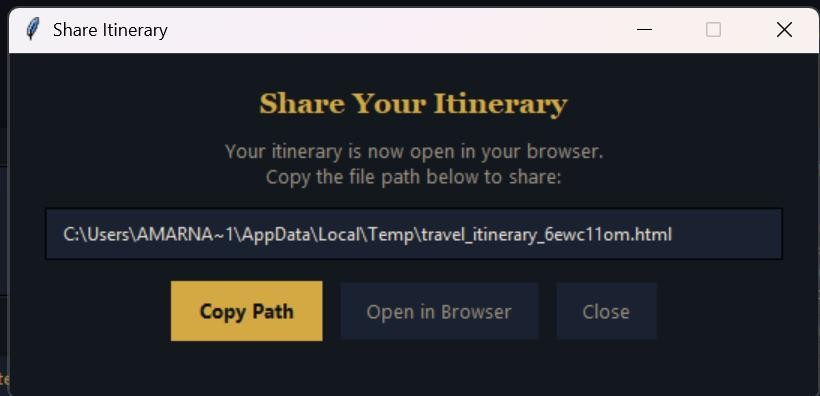 Share Itinerary
Share Your Itinerary
Your itinerary is now open in your browser.
Copy the file path below to share:
C:\Users\AMARNA~1\AppData\Local\Temp\travel_itinerary_6ewc11om.html
Copy Path
Open in Browser
Close